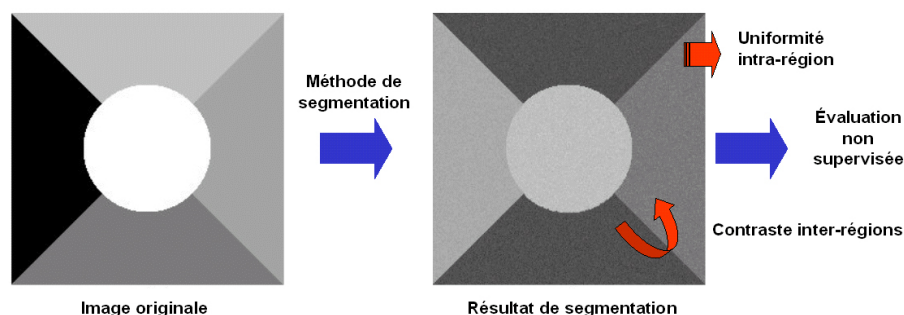 Méthode de
segmentation
Uniformité
intra-région
Évaluation
non
supervisée
Contraste inter-régions
Image originale
Résultat de segmentation